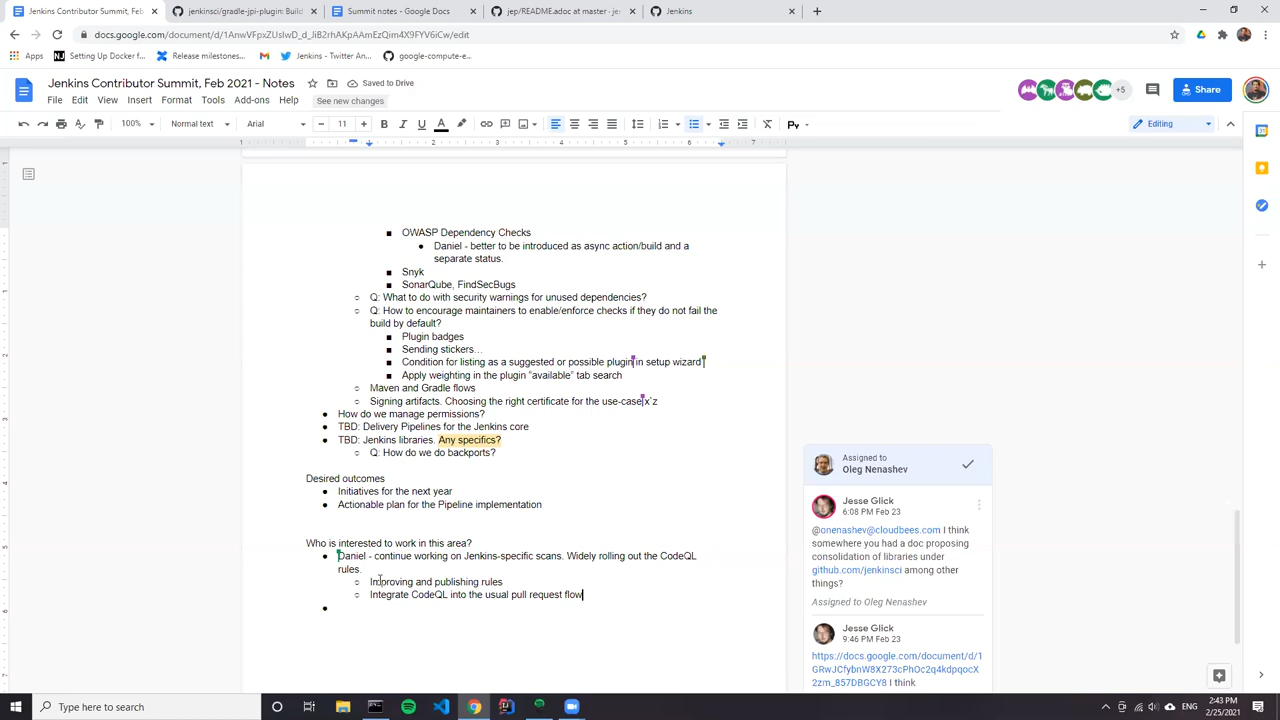 Jenkins Contributor Summit, Feb
jenkinsci/gradle-jpi-plugin: Build
Summit notes - Google Docs
jep/README.adoc at master · je
Jenkins
docs.google.com/document/d/1AnwVFpxZUslwD_d_JiB2rhAKpAAmEzQim4X9FYV6iCw/edit
Apps
Setting Up Docker f...
Release milestones...
Twitter An...
Jenkins -
google-compute-e...
Jenkins Contributor Summit, Feb 2021 - Notes
Saved to Drive
+5
Share
File Edit View Insert Format Tools Add-ons Help
See new changes
100%
Normal text
Arial
11
Editing
1 2 3 4 5 6 7
OWASP Dependency Checks
Daniel - better to be introduced as async action/build and a
separate status.
Snyk
SonarQube, FindSecBugs
Q: What to do with security warnings for unused dependencies?
Q: How to encourage maintainers to enable/enforce checks if they do not fail the
build by default?
Plugin badges
Sending stickers…
Condition for listing as a suggested or possible plugin in setup wizard
Apply weighting in the plugin “available” tab search
Maven and Gradle flows
Signing artifacts. Choosing the right certificate for the use-case x`z
How do we manage permissions?
TBD: Delivery Pipelines for the Jenkins core
TBD: Jenkins libraries. Any specifics?
Q: How do we do backports?
Desired outcomes
Initiatives for the next year
Actionable plan for the Pipeline implementation
Who is interested to work in this area?
Daniel - continue working on Jenkins-specific scans. Widely rolling out the CodeQL
rules.
Improving and publishing rules
Integrate CodeQL into the usual pull request flow
Assigned to
Oleg Nenashev
Jesse Glick
6:08 PM Feb 23
@onenashev@cloudbees.com I think
somewhere you had a doc proposing
consolidation of libraries under
github.com/jenkinsci among other
things?
Assigned to Oleg Nenashev
Jesse Glick
9:46 PM Feb 23
https://docs.google.com/document/d/1
GRwJCfybnW8X273cPhOc2q4kdpqocX
2zm_857DBGCY8 I think
Type here to search
ENG
2:43 PM
2/25/2021